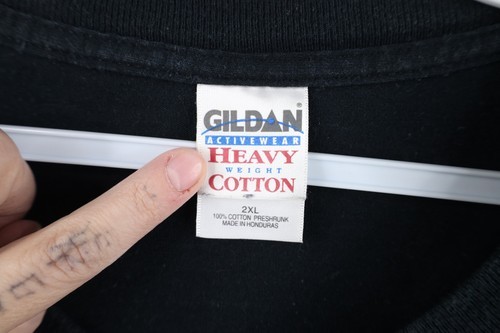 GILDAN
ACTIVEWEAR
HEAVY
WEIGHT
COTTON
2XL
100% COTTON PRESHRUNK
MADE IN HONDURAS